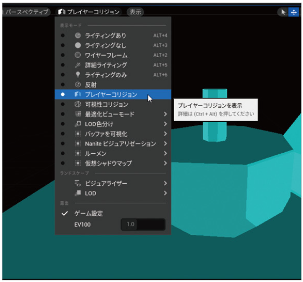 パースペクティブ
プレイヤーコリジョン
表示
ライティングあり ALT+4
ライティングなし ALT+3
ワイヤーフレーム ALT+2
詳細ライティング ALT+5
ライティングのみ ALT+6
反射
プレイヤーコリジョン
可視性コリジョン
最適化ビューモード
LOD色分け
バッファを可視化
Nanite ビジュアリゼーション
ルーメン
仮想シャドウマップ
ランドスケープ
ビジュアライザー
LOD
露出
ゲーム設定
EV100 1.0
プレイヤーコリジョンを表示
詳細は (Ctrl + Alt) を押してください